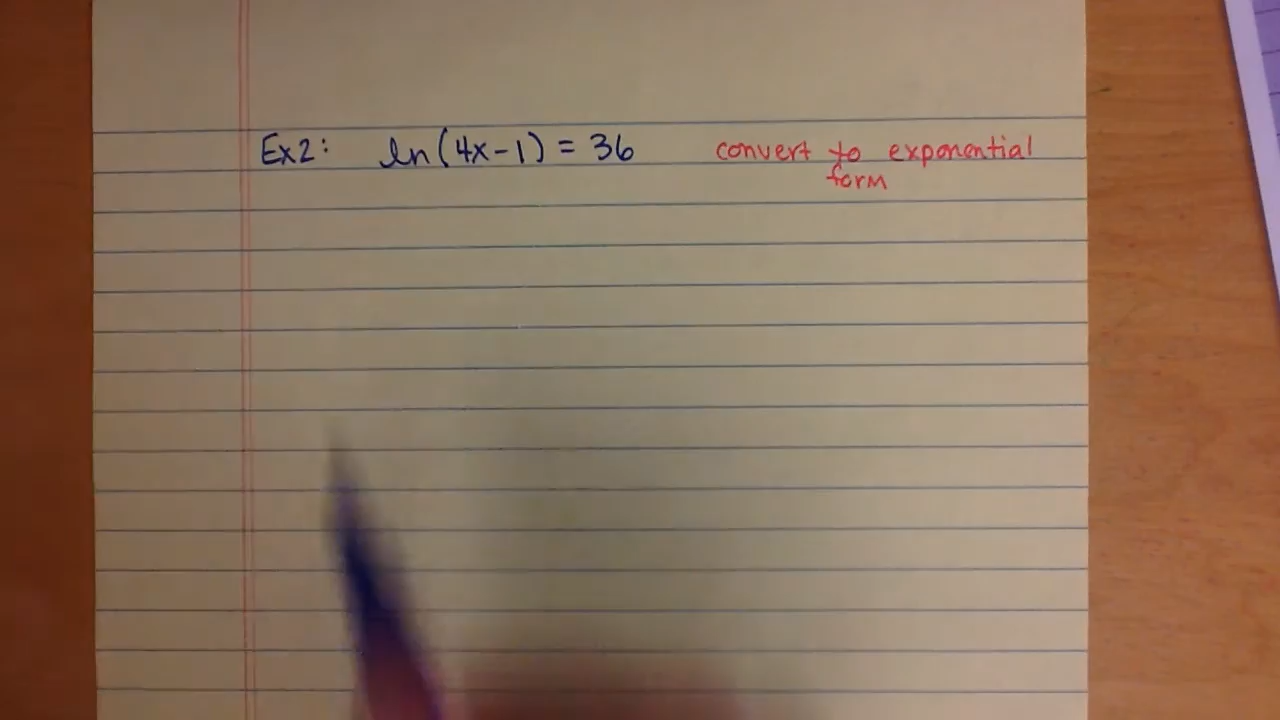 Ex2: ln(4x-1) = 36 convert to exponential
form